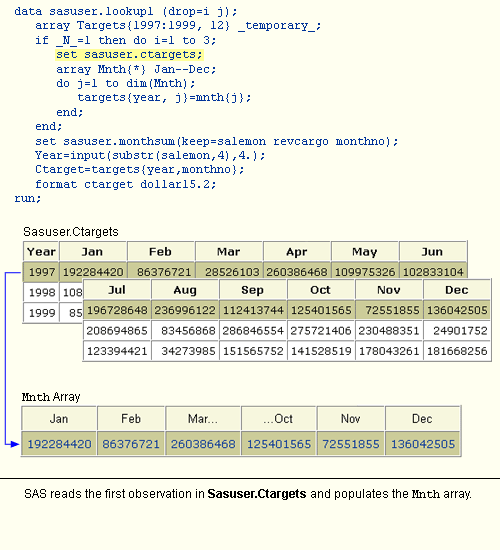 data sasuser.lookup1 (drop=i j);
array Targets{1997:1999, 12} _temporary_;
if _N_=1 then do i=1 to 3;
set sasuser.ctargets;
array Mnth{*} Jan--Dec;
do j=1 to dim(Mnth);
targets{year, j}=mnth{j};
end;
end;
set sasuser.monthsum(keep=salemon revcargo monthno);
Year=input(substr(salemon,4),4.);
Ctarget=targets{year,monthno};
format ctarget dollar15.2;
run;
Sasuser.Ctargets
Year Jan Feb Mar Apr May Jun
1997 192284420 86376721 28526103 260386468 109975326 102833104
1998 108
1999 85
Jul Aug Sep Oct Nov Dec
196728648 236996122 112413744 125401565 72551855 136042505
208694865 83456868 286846554 275721406 230488351 24901752
123394421 34273985 151565752 141528519 178043261 181668256
Mnth Array
Jan Feb Mar... ...Oct Nov Dec
192284420 86376721 260386468 125401565 72551855 136042505
SAS reads the first observation in Sasuser.Ctargets and populates the Mnth array.